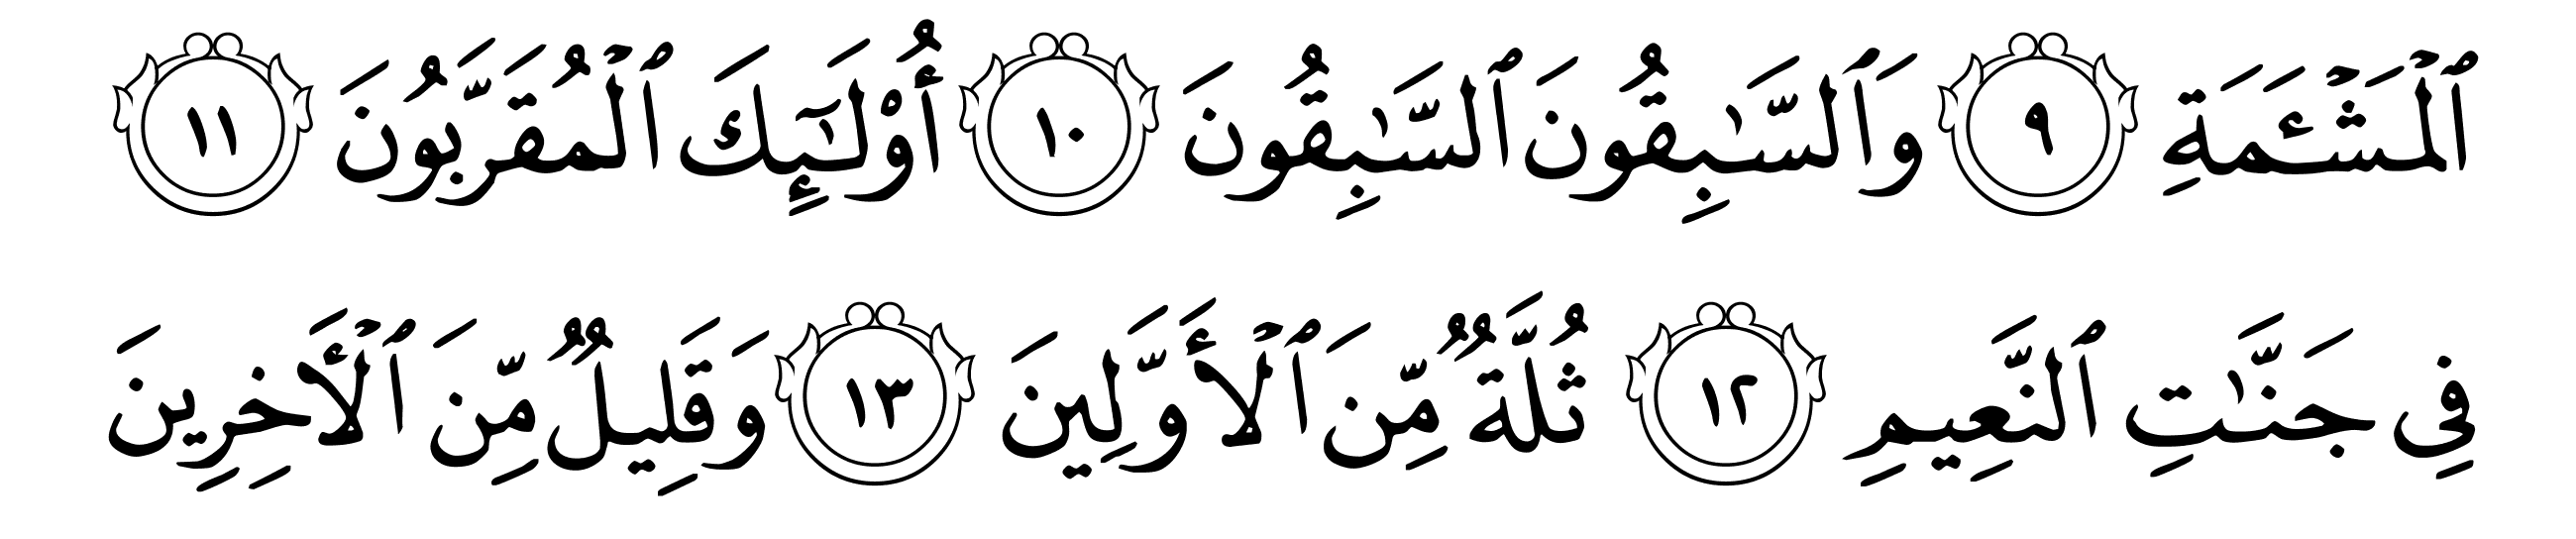 ٱلْمَشْـَٔمَةِ ٩ وَٱلسَّٰبِقُونَ ٱلسَّٰبِقُونَ ١٠ أُوْلَٰٓئِكَ ٱلْمُقَرَّبُونَ ١١
فِى جَنَّٰتِ ٱلنَّعِيمِ ١٢ ثُلَّةٌ مِّنَ ٱلْأَوَّلِينَ ١٣ وَقَلِيلٌ مِّنَ ٱلْأَخِرِينَ